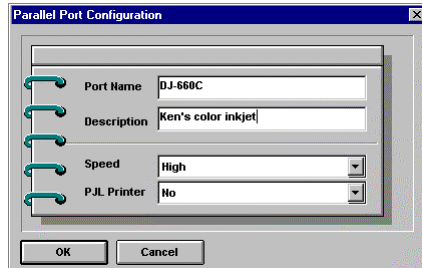 Parallel Port Configuration
Port Name DJ-660C
Description Ken's color inkjet
Speed High
PJL Printer No
OK Cancel